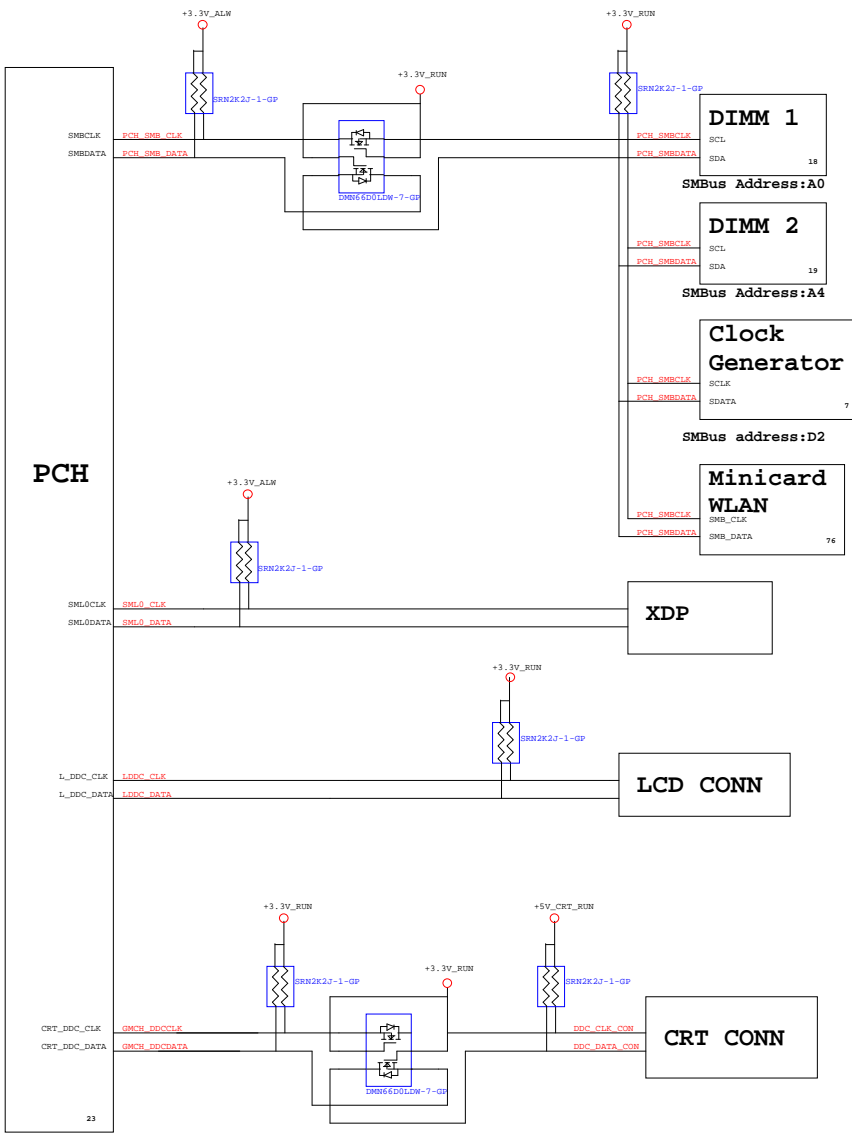 +3.3V_ALW
+3.3V_RUN
+3.3V_RUN
SRN2K2J-1-GP
SRN2K2J-1-GP
DIMM 1
SMBCLK
PCH_SMB_CLK
PCH_SMBCLK
SCL
SMBDATA
PCH_SMB_DATA
PCH_SMBDATA
SDA
18
SMBus Address:A0
DMN66D0LDW-7-GP
DIMM 2
PCH_SMBCLK
SCL
PCH_SMBDATA
SDA
19
SMBus Address:A4
Clock
Generator
PCH_SMBCLK
SCLK
PCH_SMBDATA
SDATA
7
SMBus address:D2
PCH
Minicard
WLAN
PCH_SMBCLK
SMB_CLK
PCH_SMBDATA
SMB_DATA
76
+3.3V_ALW
SRN2K2J-1-GP
SML0CLK
SML0_CLK
SML0DATA
SML0_DATA
XDP
+3.3V_RUN
SRN2K2J-1-GP
L_DDC_CLK
LDDC_CLK
L_DDC_DATA
LDDC_DATA
LCD CONN
+3.3V_RUN
+5V_CRT_RUN
+3.3V_RUN
SRN2K2J-1-GP
SRN2K2J-1-GP
CRT_DDC_CLK
GMCH_DDCCLK
DDC_CLK_CON
CRT_DDC_DATA
GMCH_DDCDATA
DDC_DATA_CON
CRT CONN
DMN66D0LDW-7-GP
23